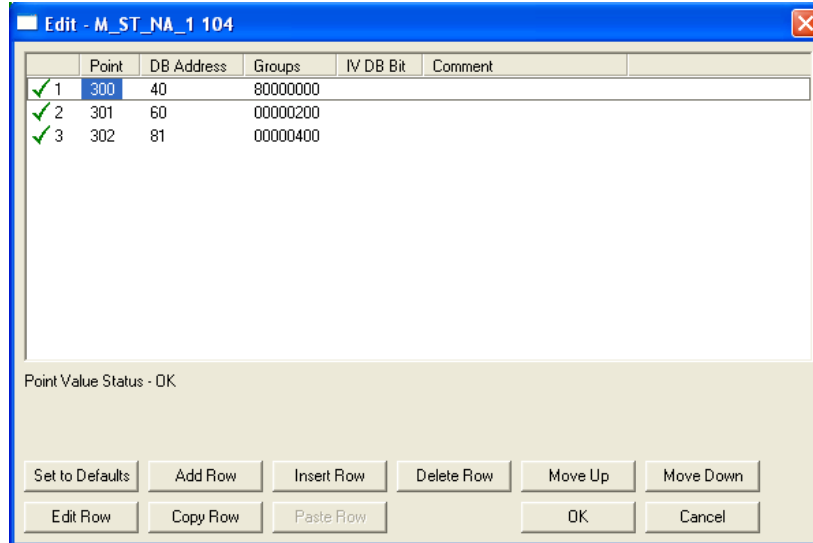 Edit - M_ST_NA_1 104
Point DB Address Groups IV DB Bit Comment
1 300 40 80000000
2 301 60 00000200
3 302 81 00000400
Point Value Status - OK
Set to Defaults Add Row Insert Row Delete Row Move Up Move Down
Edit Row Copy Row Paste Row OK Cancel